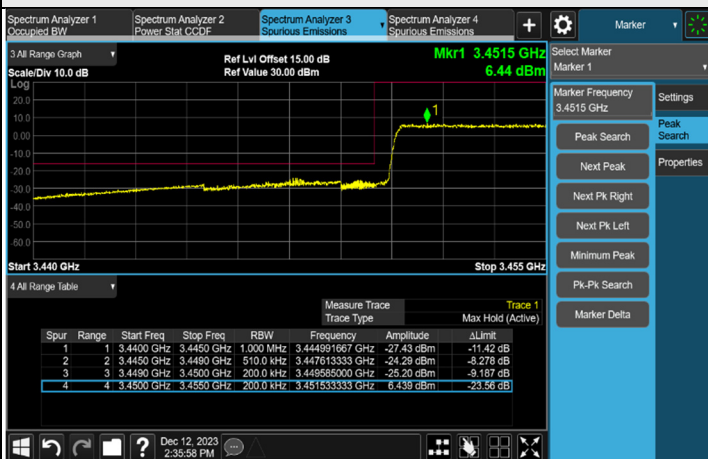 Spectrum Analyzer 1
Occupied BW
Spectrum Analyzer 2
Power Stat CCDF
Spectrum Analyzer 3
Spurious Emissions
Spectrum Analyzer 4
Spurious Emissions
+
Marker
3 All Range Graph
Scale/Div 10.0 dB
Ref Lvl Offset 15.00 dB
Ref Value 30.00 dBm
Mkr1 3.4515 GHz
6.44 dBm
Log
20.0
10.0
0.00
-10.0
-20.0
-30.0
-40.0
-50.0
-60.0
1
Start 3.440 GHz
Stop 3.455 GHz
Select Marker
Marker 1
Marker Frequency
3.4515 GHz
Peak Search
Next Peak
Next Pk Right
Next Pk Left
Minimum Peak
Pk-Pk Search
Marker Delta
Settings
Peak
Search
Properties
4 All Range Table
Measure Trace Trace 1
Trace Type Max Hold (Active)
Spur Range Start Freq Stop Freq RBW Frequency Amplitude ΔLimit
1 1 3.4400 GHz 3.4450 GHz 1.000 MHz 3.444991667 GHz -27.43 dBm -11.42 dB
2 2 3.4450 GHz 3.4490 GHz 510.0 kHz 3.447613333 GHz -24.29 dBm -8.278 dB
3 3 3.4490 GHz 3.4500 GHz 200.0 kHz 3.449585000 GHz -25.20 dBm -9.187 dB
4 4 3.4500 GHz 3.4550 GHz 200.0 kHz 3.451533333 GHz 6.439 dBm -23.56 dB
?
Dec 12, 2023
2:35:58 PM